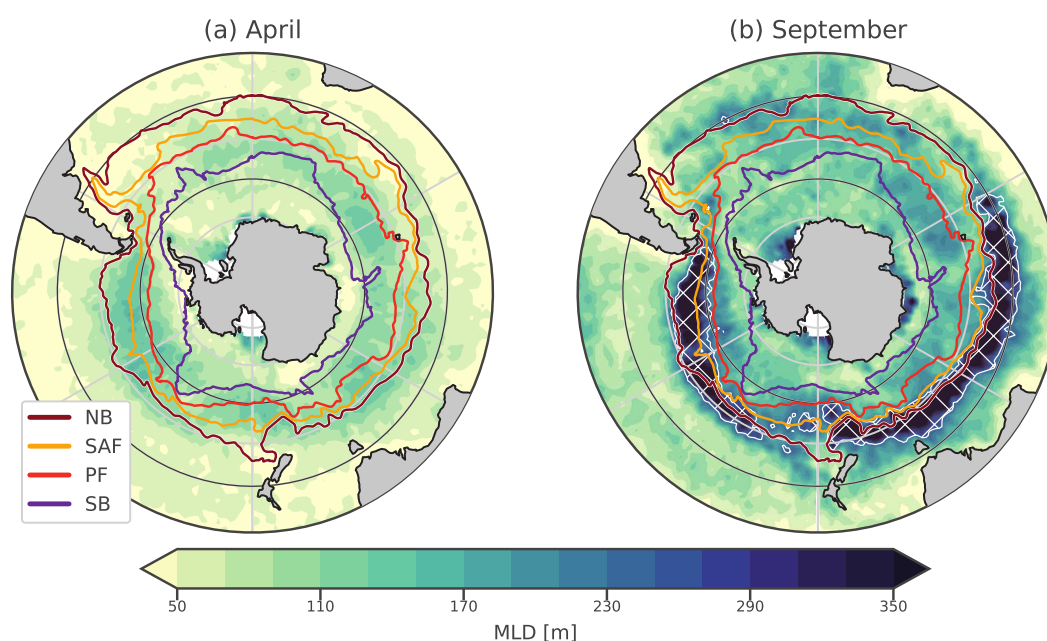 (a) April
(b) September
NB
SAF
PF
SB
50 110 170 230 290 350
MLD [m]